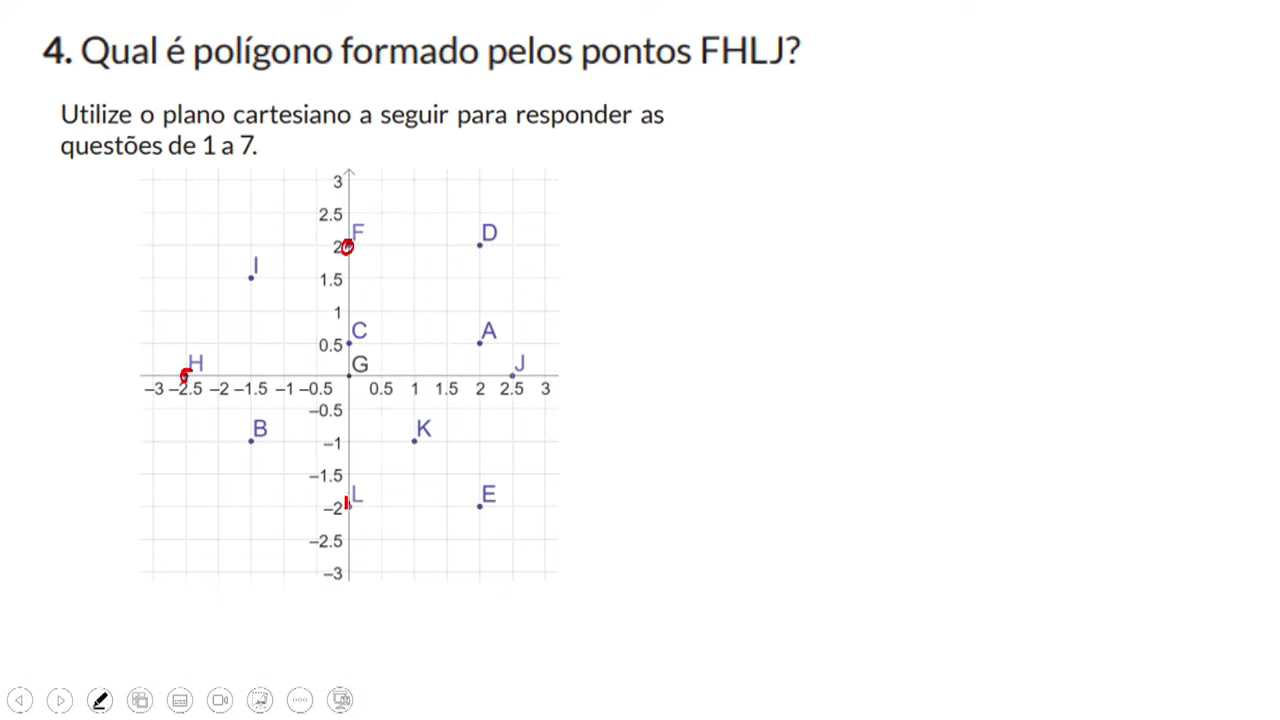 4. Qual é polígono formado pelos pontos FHLJ?
Utilize o plano cartesiano a seguir para responder as
questões de 1 a 7.
3
2.5
F
D
2
I
1.5
1
C
A
0.5
H
G
J
–3 –2.5 –2 –1.5 –1 –0.5 0.5 1 1.5 2 2.5 3
–0.5
B
K
–1
–1.5
L
E
–2
–2.5
–3